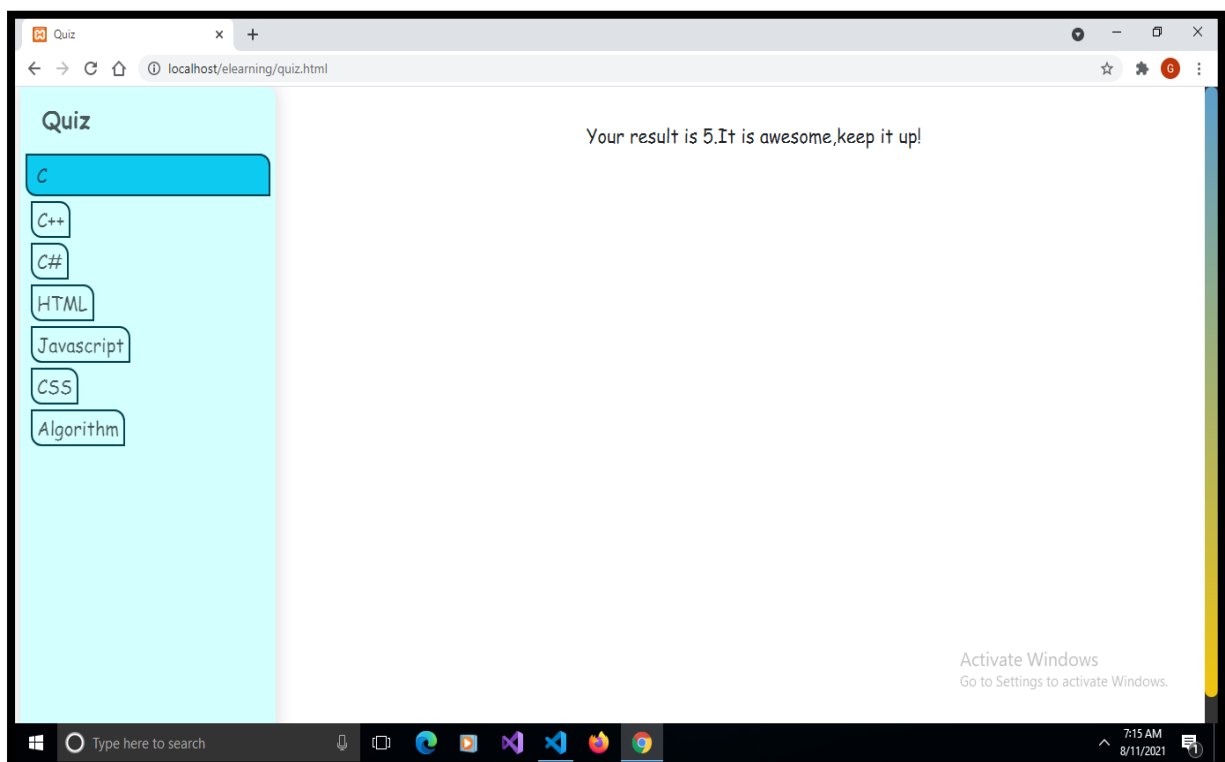 Quiz
localhost/elearning/quiz.html
G
Quiz
Your result is 5.It is awesome,keep it up!
C
C++
C#
HTML
Javascript
CSS
Algorithm
Activate Windows
Go to Settings to activate Windows.
Type here to search
7:15 AM
8/11/2021
1